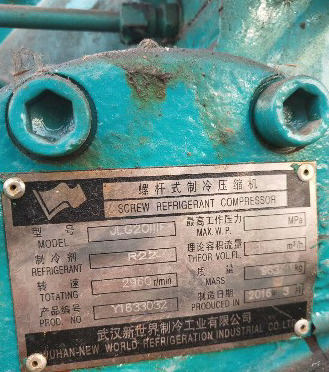 螺杆式制冷压缩机
SCREW REFRIGERANT COMPRESSOR
型号
MODEL
最高工作压力 MPa
MAX. W.P.
制冷剂 R22
REFRIGERANT
理论容积流量 m³/h
THEOR VOL FL.
转速 2960 r/min
ROTATE
质量
MASS
产品编号 Y1633032
PROD. NO
制造日期 2016 3
PRODUCED IN
武汉新世界制冷工业有限公司
WUHAN-NEW WORLD REFRIGERATION INDUSTRIAL CO.LTD